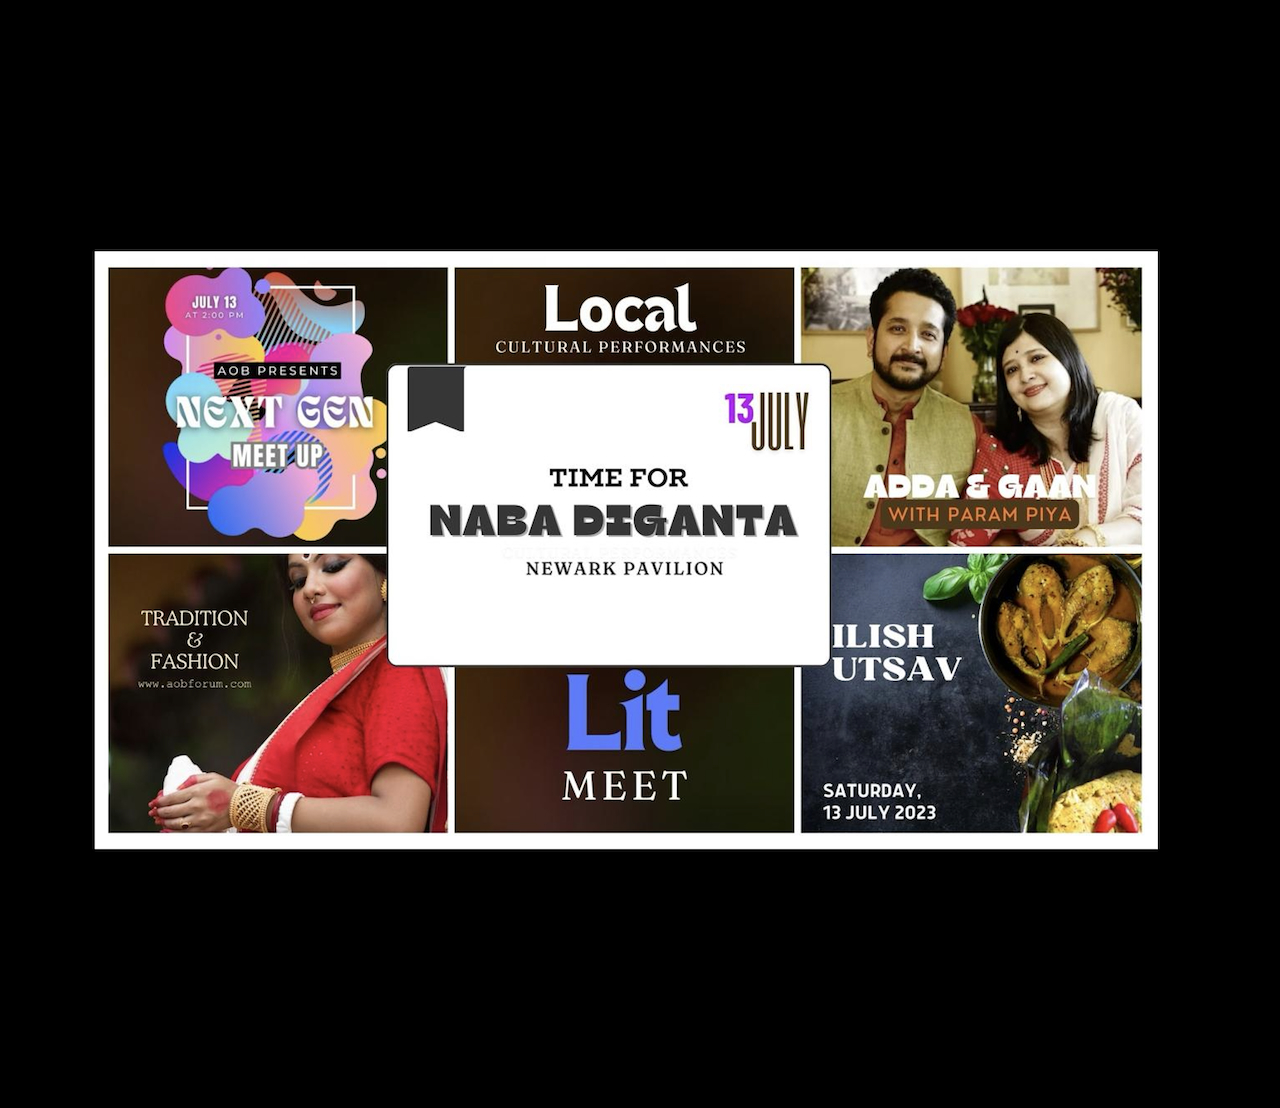 JULY 13
AT 2:00 PM
AOB PRESENTS
NEXT GEN
MEET UP
Local
CULTURAL PERFORMANCES
ADDA & GAAN
WITH PARAM PIYA
13 JULY
TIME FOR
NABA DIGANTA
CULTURAL PERFORMANCES
NEWARK PAVILION
TRADITION
&
FASHION
www.aobforum.com
Lit
MEET
ILISH
UTSAV
SATURDAY,
13 JULY 2023